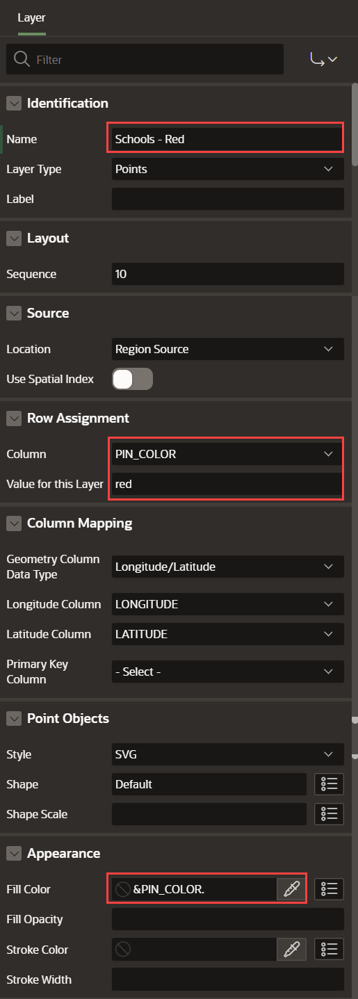 Layer
Filter
Identification
Name Schools - Red
Layer Type Points
Label
Layout
Sequence 10
Source
Location Region Source
Use Spatial Index
Row Assignment
Column PIN_COLOR
Value for this Layer red
Column Mapping
Geometry Column
Data Type Longitude/Latitude
Longitude Column LONGITUDE
Latitude Column LATITUDE
Primary Key
Column - Select -
Point Objects
Style SVG
Shape Default
Shape Scale
Appearance
Fill Color &PIN_COLOR.
Fill Opacity
Stroke Color
Stroke Width